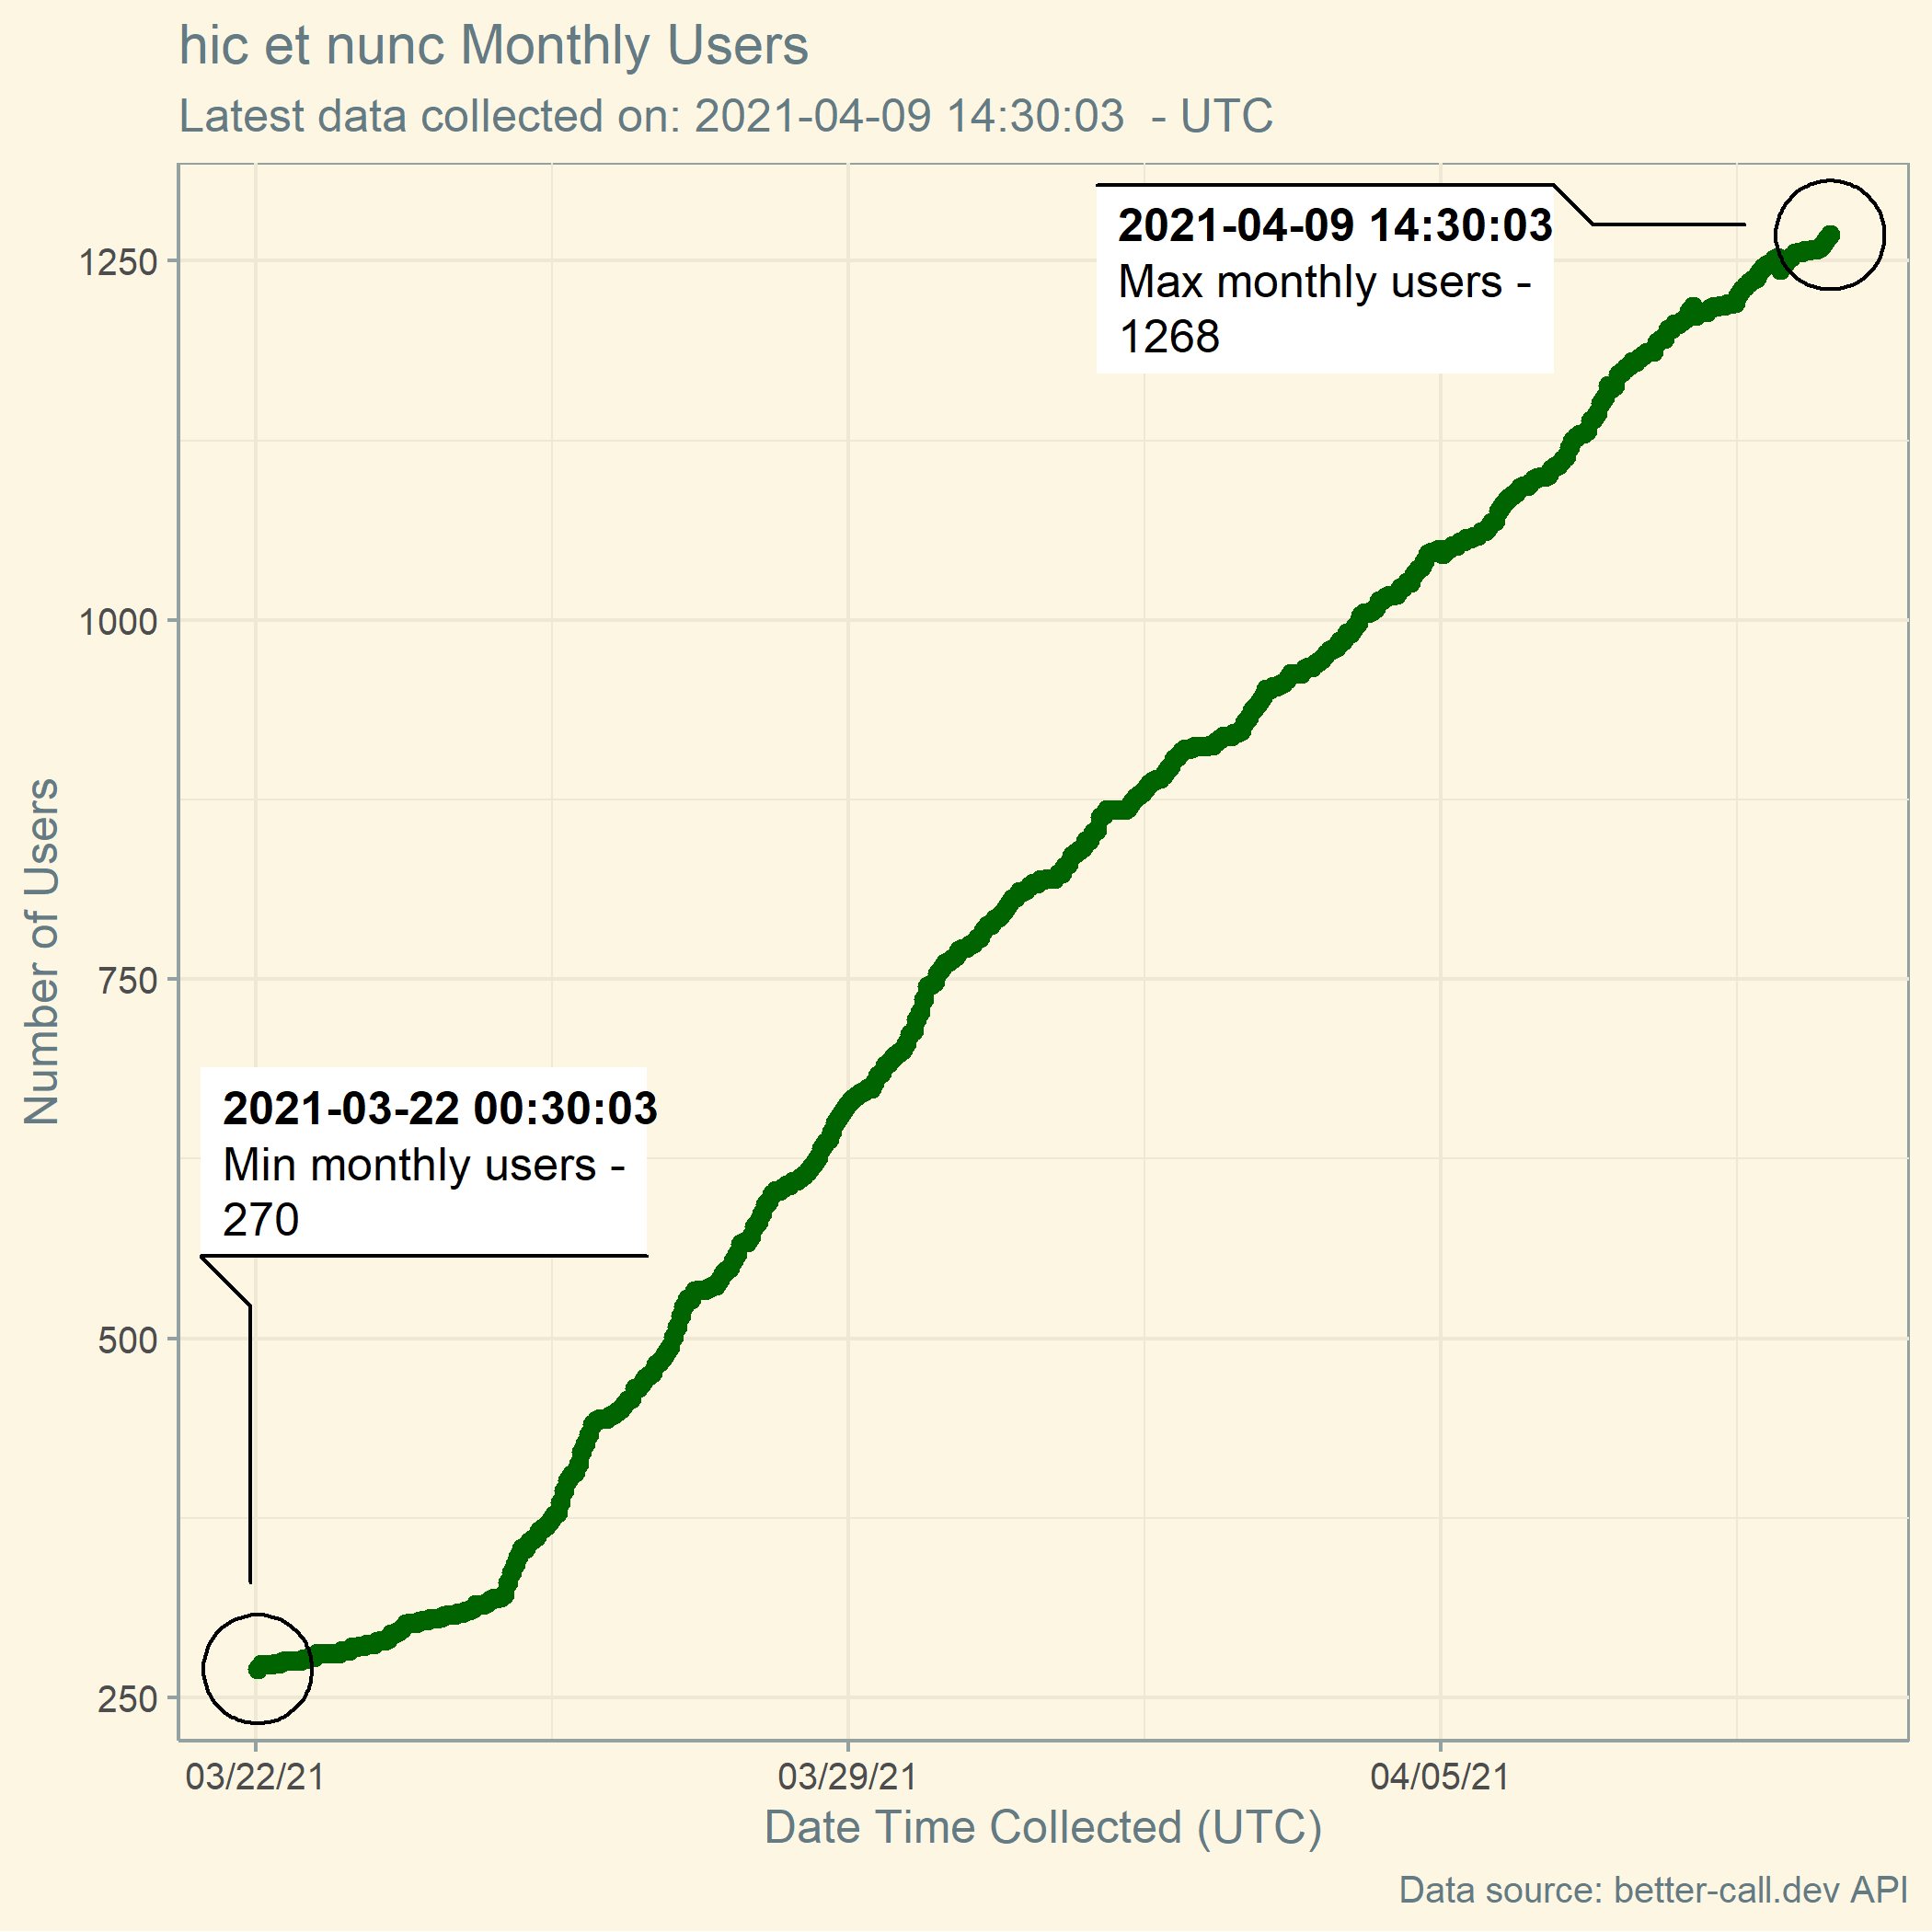 hic et nunc Monthly Users
Latest data collected on: 2021-04-09 14:30:03  - UTC
2021-04-09 14:30:03
Max monthly users -
1268
1250
1000
750
500
250
Number of Users
2021-03-22 00:30:03
Min monthly users -
270
03/22/21
03/29/21
04/05/21
Date Time Collected (UTC)
Data source: better-call.dev API